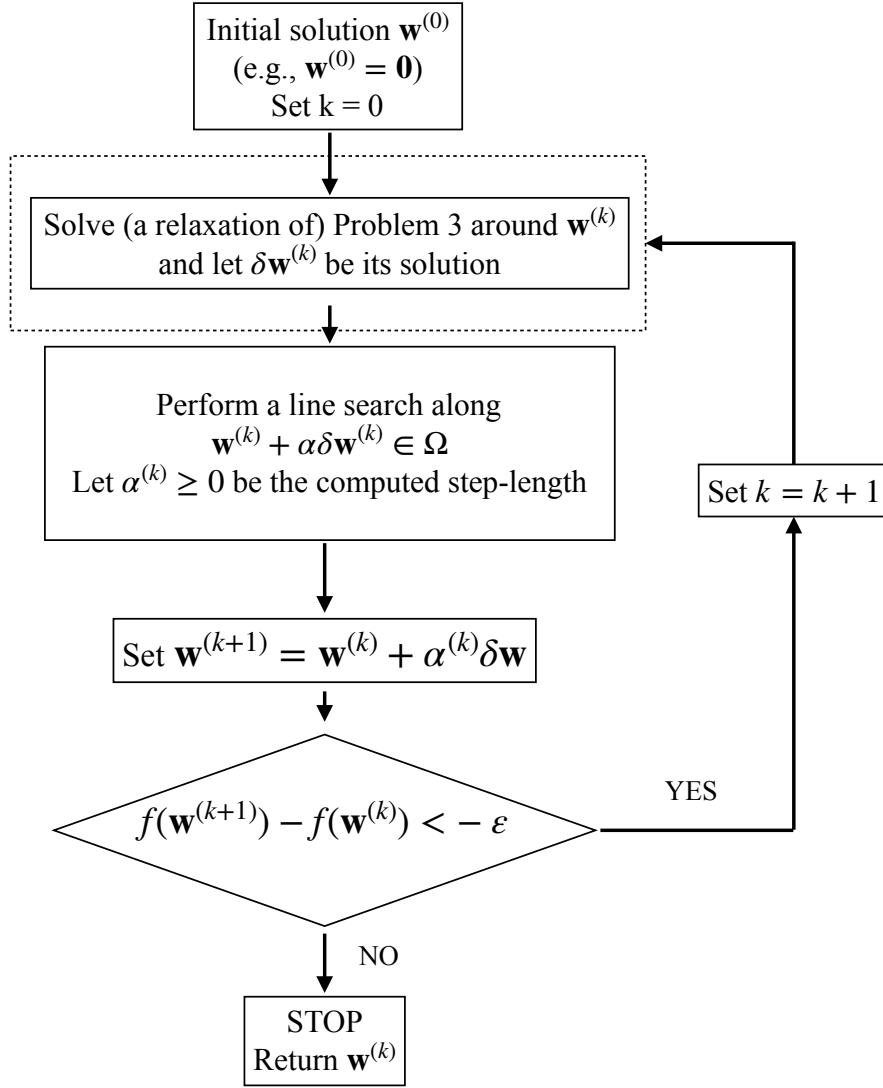 Initial solution 𝐰⁽⁰⁾
(e.g., 𝐰⁽⁰⁾ = 𝟎)
Set k = 0
Solve (a relaxation of) Problem 3 around 𝐰⁽ᵏ⁾
and let δ𝐰⁽ᵏ⁾ be its solution
Perform a line search along
𝐰⁽ᵏ⁾ + αδ𝐰⁽ᵏ⁾ ∈ Ω
Let α⁽ᵏ⁾ ≥ 0 be the computed step-length
Set k = k + 1
Set 𝐰⁽ᵏ⁺¹⁾ = 𝐰⁽ᵏ⁾ + α⁽ᵏ⁾δ𝐰
f(𝐰⁽ᵏ⁺¹⁾) − f(𝐰⁽ᵏ⁾) < − ε
YES
NO
STOP
Return 𝐰⁽ᵏ⁾